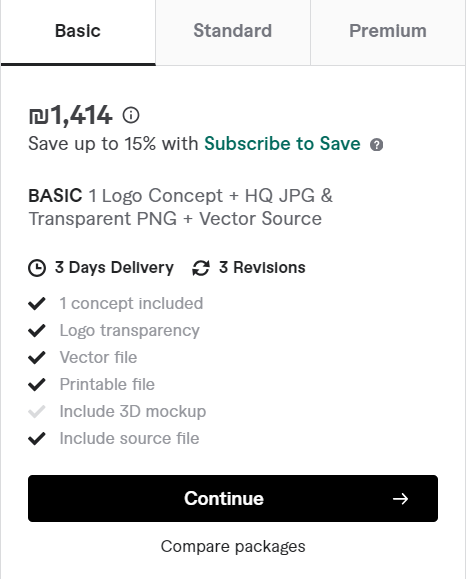 Basic
Standard
Premium
₪1,414
Save up to 15% with Subscribe to Save
BASIC 1 Logo Concept + HQ JPG &
Transparent PNG + Vector Source
3 Days Delivery
3 Revisions
1 concept included
Logo transparency
Vector file
Printable file
Include 3D mockup
Include source file
Continue
Compare packages